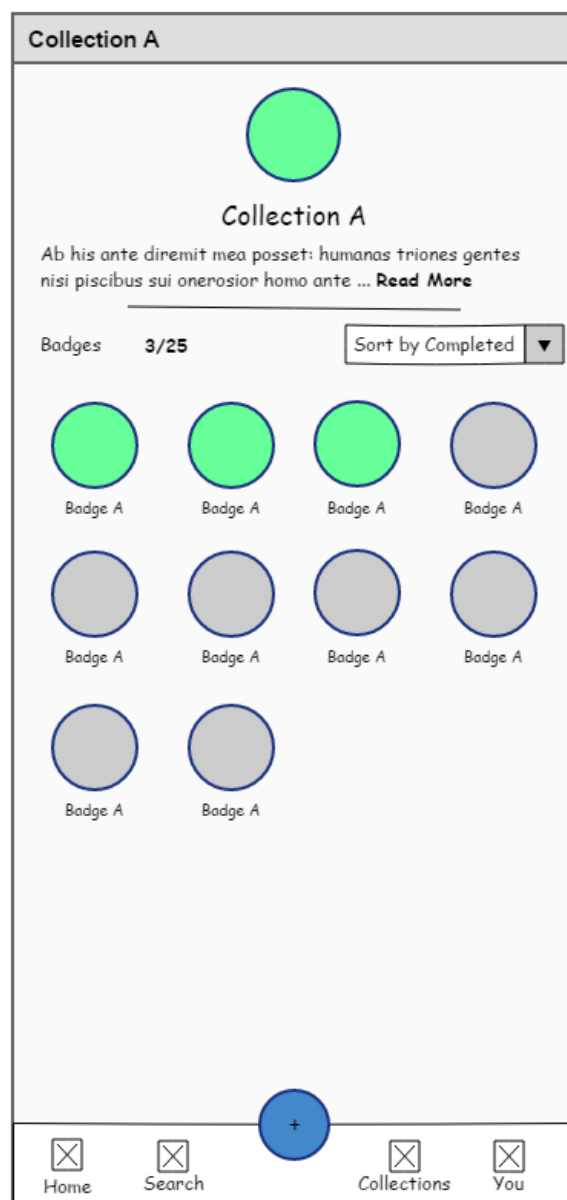 Collection A
Collection A
Ab his ante diremit mea posset: humanas triones gentes
nisi piscibus sui onerosior homo ante ... Read More
Badges 3/25 Sort by Completed ▼
Badge A Badge A Badge A Badge A
Badge A Badge A Badge A Badge A
Badge A Badge A
+
Home Search Collections You